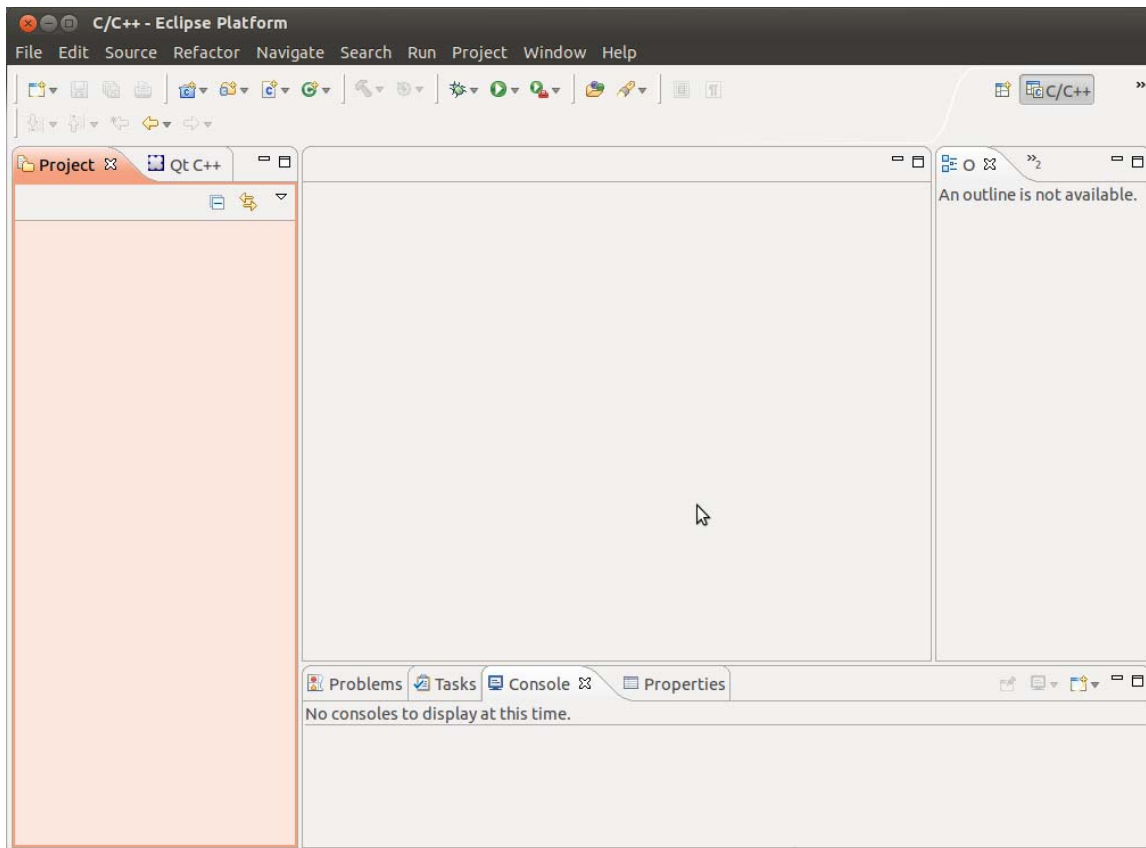 C/C++ - Eclipse Platform
File Edit Source Refactor Navigate Search Run Project Window Help
C/C++
Project
Qt C++
O
2
An outline is not available.
Problems
Tasks
Console
Properties
No consoles to display at this time.